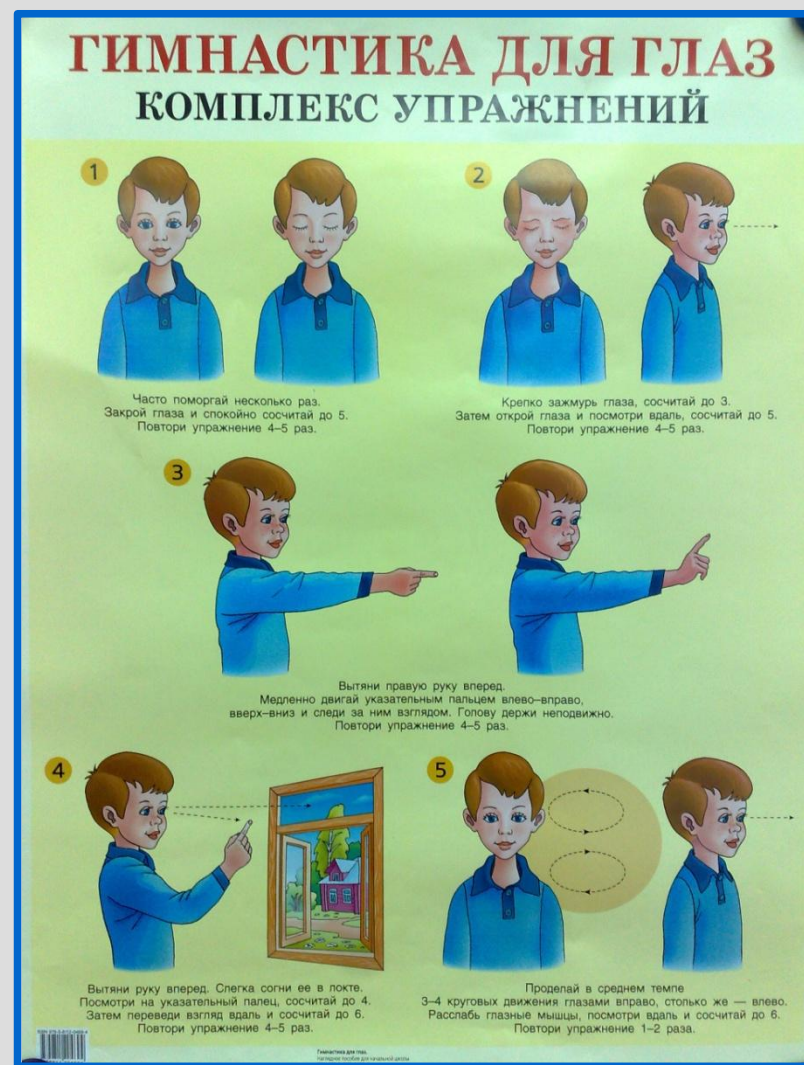 ГИМНАСТИКА ДЛЯ ГЛАЗ
КОМПЛЕКС УПРАЖНЕНИЙ
1
2
Часто поморгай несколько раз.
Закрой глаза и спокойно сосчитай до 5.
Повтори упражнение 4–5 раз.
Крепко зажмурь глаза, сосчитай до 3.
Затем открой глаза и посмотри вдаль, сосчитай до 5.
Повтори упражнение 4–5 раз.
3
Вытяни правую руку вперед.
Медленно двигай указательным пальцем влево–вправо,
вверх–вниз и следи за ним взглядом. Голову держи неподвижно.
Повтори упражнение 4–5 раз.
4
5
Вытяни руку вперед. Слегка согни ее в локте.
Посмотри на указательный палец, сосчитай до 4.
Затем переведи взгляд вдаль и сосчитай до 6.
Повтори упражнение 4–5 раз.
Проделай в среднем темпе
3–4 круговых движения глазами вправо, столько же — влево.
Расслабь глазные мышцы, посмотри вдаль и сосчитай до 6.
Повтори упражнение 1–2 раза.
Гимнастика для глаз.
Наглядное пособие для начальной школы